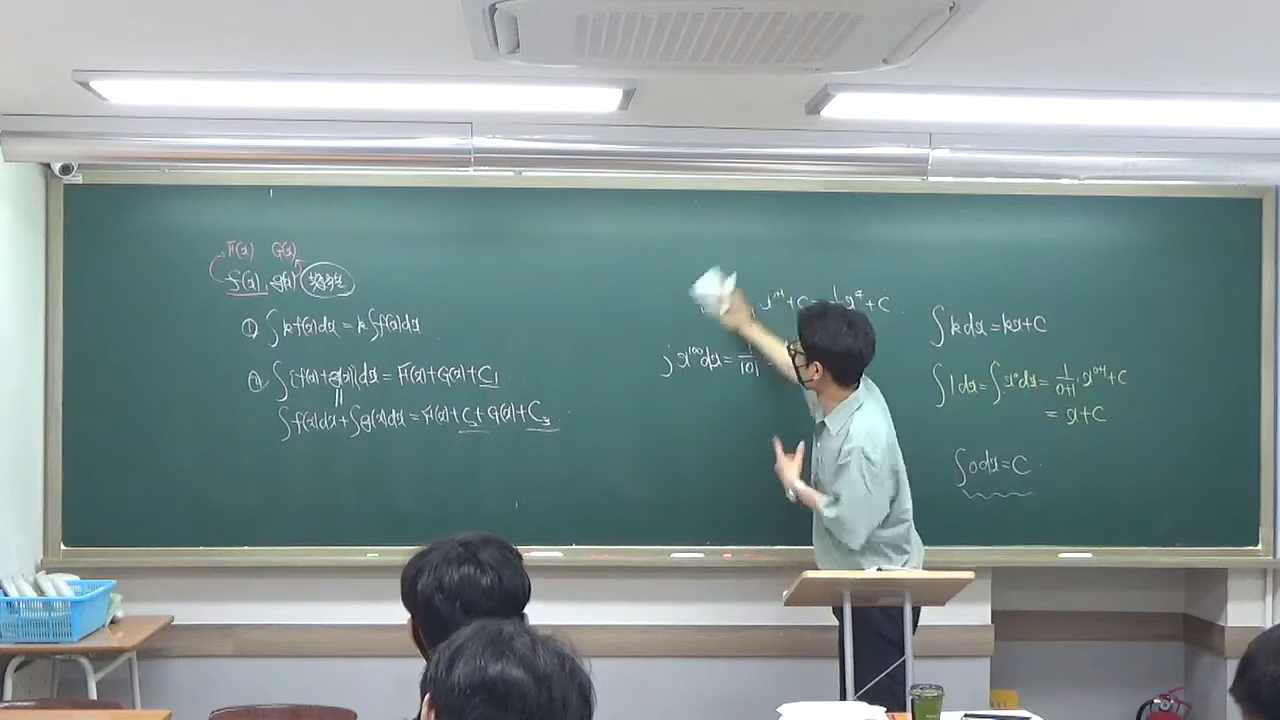 F(x) G(x)
f(x), g(x)
① ∫kf(x)dx = k∫f(x)dx
② ∫{f(x)+g(x)}dx = F(x)+G(x)+C₁
∫f(x)dx+∫g(x)dx = F(x)+C₂+G(x)+C₃
+C = x⁺¹+C
∫x¹⁰⁰dx = 1/101
∫kdx = kx+C
∫1dx = ∫x⁰dx = 1/(0+1) x⁰⁺¹+C
= x+C
∫0dx = C